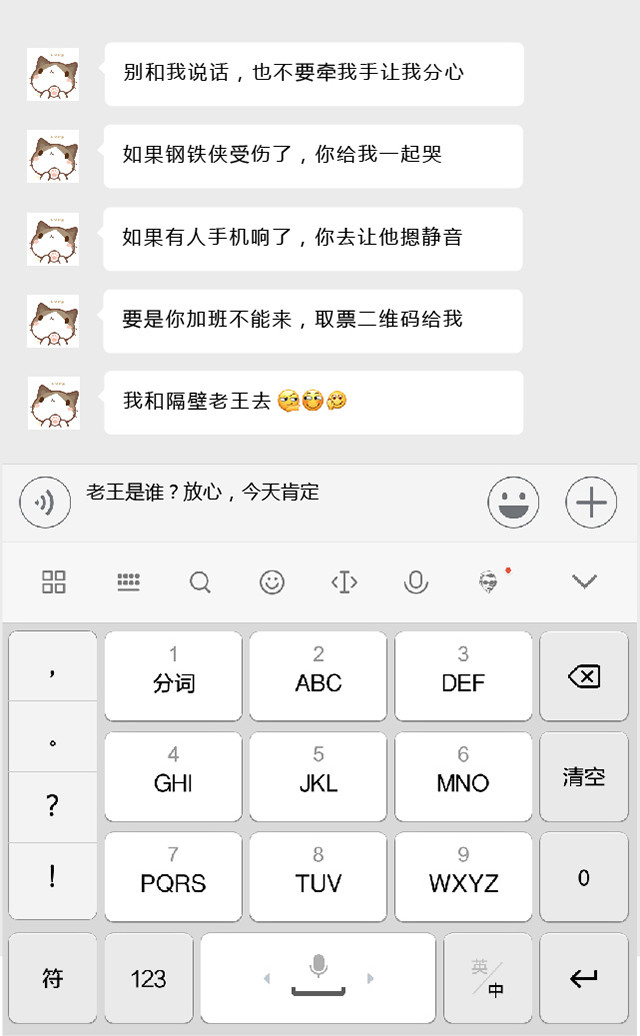 别和我说话，也不要牵我手让我分心
如果钢铁侠受伤了，你给我一起哭
如果有人手机响了，你去让他摁静音
要是你加班不能来，取票二维码给我
我和隔壁老王去
老王是谁？放心，今天肯定
，
1
分词
2
ABC
3
DEF
。
4
GHI
5
JKL
6
MNO
清空
？
7
PQRS
8
TUV
9
WXYZ
0
！
符
123
英/中